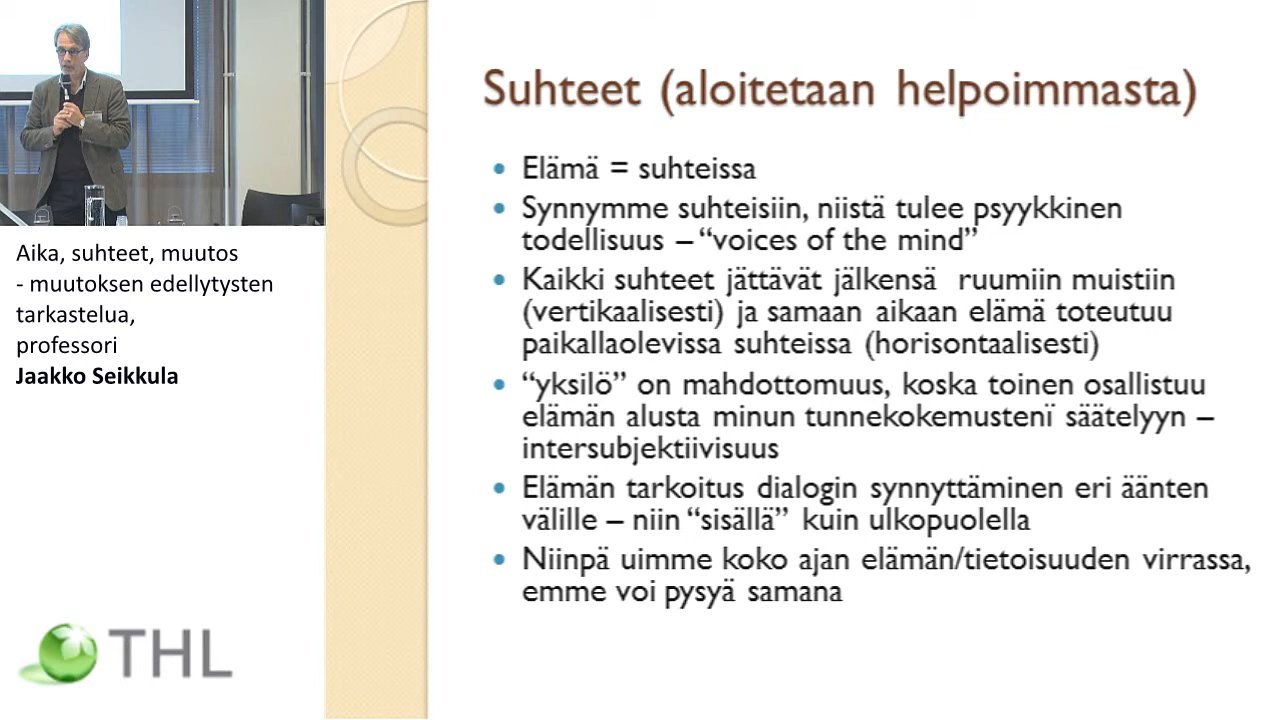 Aika, suhteet, muutos
- muutoksen edellytysten
tarkastelua,
professori
Jaakko Seikkula
THL
Suhteet (aloitetaan helpoimmasta)
• Elämä = suhteissa
• Synnymme suhteisiin, niistä tulee psyykkinen
todellisuus – “voices of the mind”
• Kaikki suhteet jättävät jälkensä ruumiin muistiin
(vertikaalisesti) ja samaan aikaan elämä toteutuu
paikallaolevissa suhteissa (horisontaalisesti)
• “yksilö” on mahdottomuus, koska toinen osallistuu
elämän alusta minun tunnekokemustenï säätelyyn –
intersubjektiivisuus
• Elämän tarkoitus dialogin synnyttäminen eri äänten
välille – niin “sisällä” kuin ulkopuolella
• Niinpä uimme koko ajan elämän/tietoisuuden virrassa,
emme voi pysyä samana